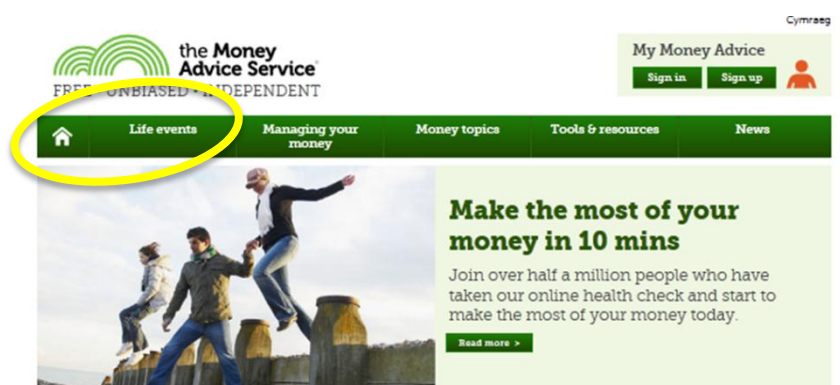 Cymraeg
the Money
Advice Service
FREE · UNBIASED · INDEPENDENT
My Money Advice
Sign in
Sign up
Life events
Managing your
money
Money topics
Tools & resources
News
Make the most of your
money in 10 mins
Join over half a million people who have
taken our online health check and start to
make the most of your money today.
Read more >